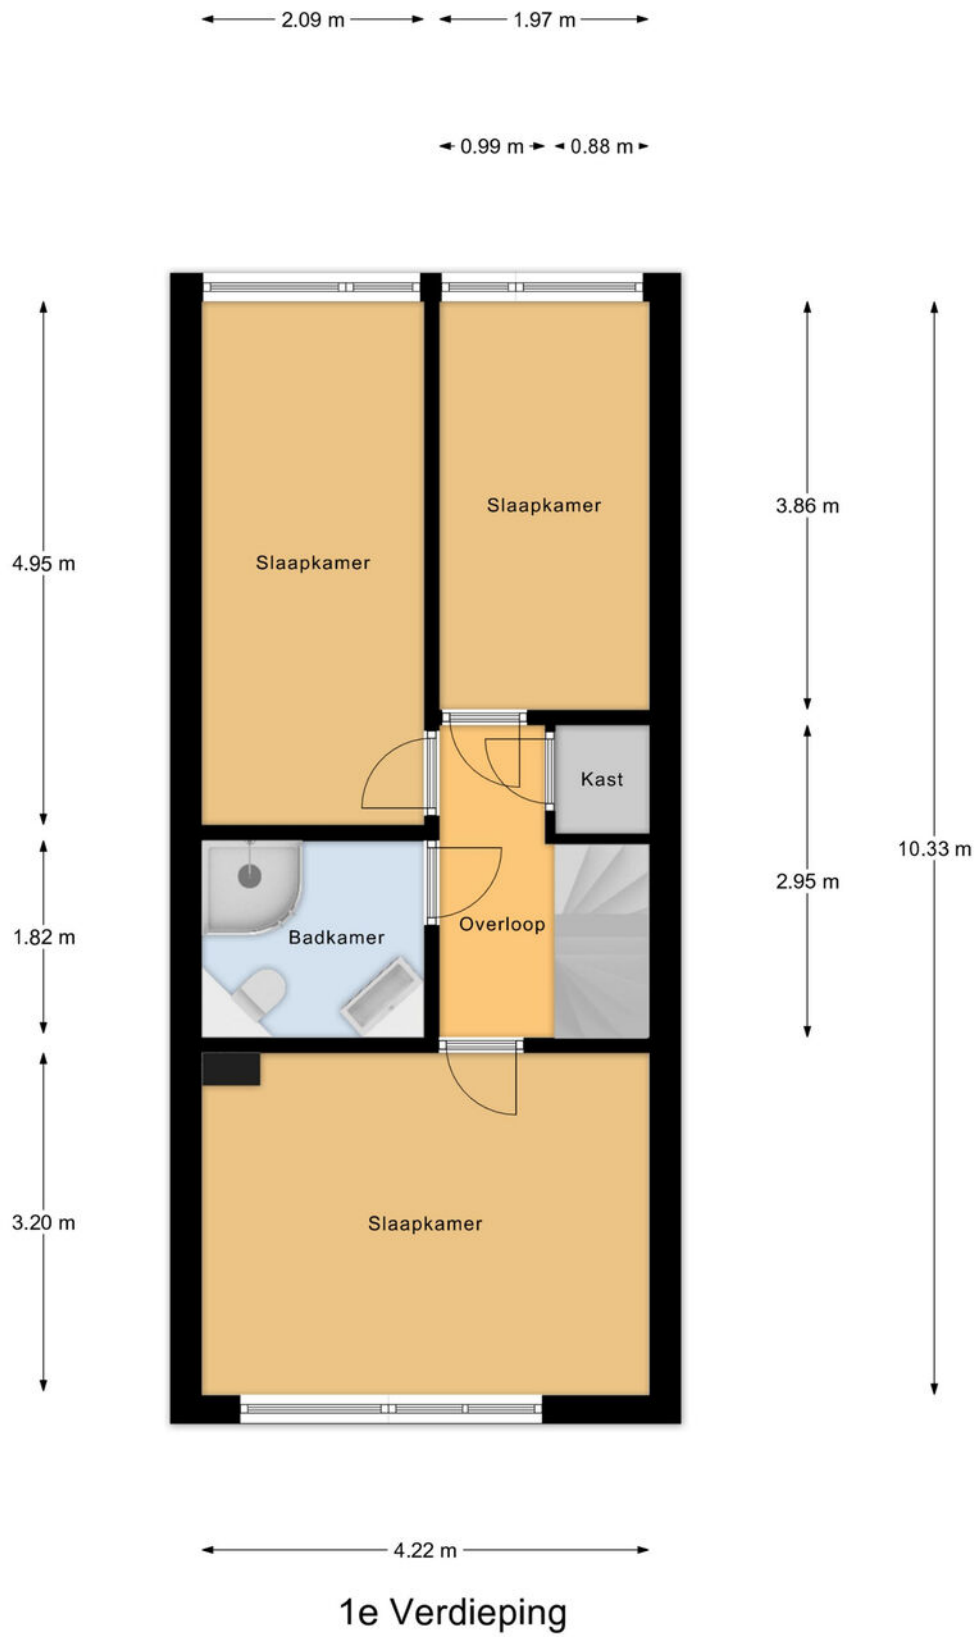 2.09 m
1.97 m
0.99 m
0.88 m
Slaapkamer
3.86 m
4.95 m
Slaapkamer
Kast
10.33 m
2.95 m
Overloop
1.82 m
Badkamer
3.20 m
Slaapkamer
4.22 m
1e Verdieping